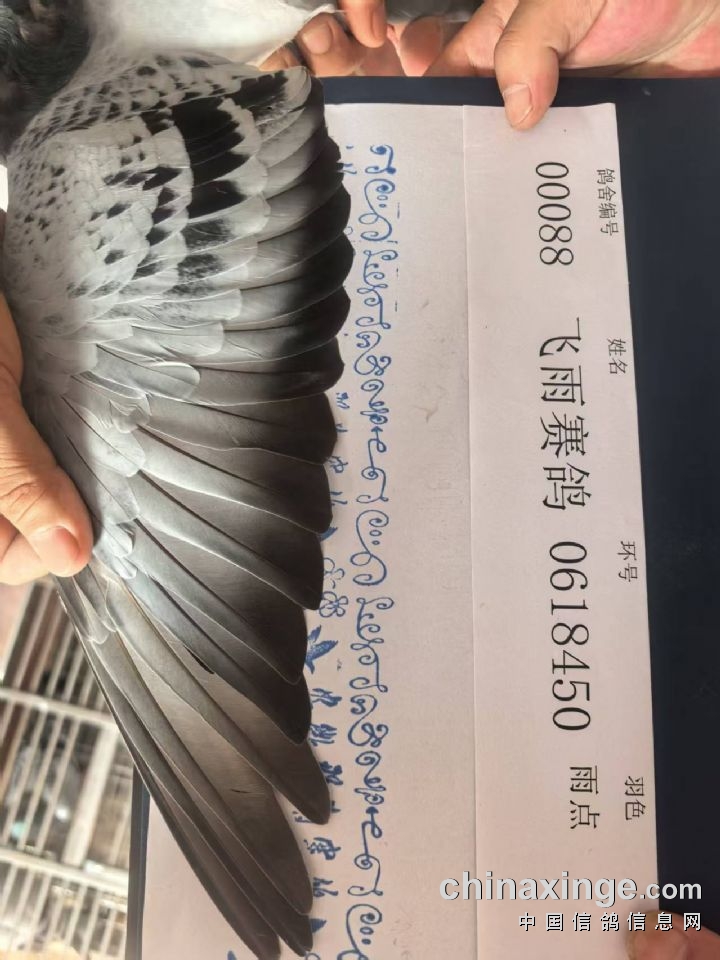 鸽舍编号 姓名 环号 羽色
00088 飞雨赛鸽 0618450 雨点
chinaxinge.com
中国信鸽信息网